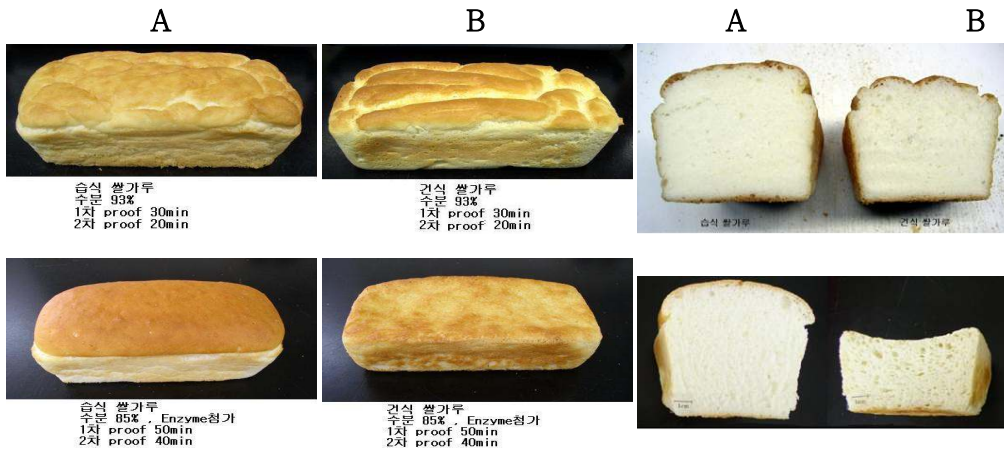 A
B
A
B
습식 쌀가루
수분 93%
1차 proof 30min
2차 proof 20min
건식 쌀가루
수분 93%
1차 proof 30min
2차 proof 20min
습식 쌀가루
건식 쌀가루
습식 쌀가루
수분 85% , Enzyme첨가
1차 proof 50min
2차 proof 40min
건식 쌀가루
수분 85% , Enzyme첨가
1차 proof 50min
2차 proof 40min
1cm